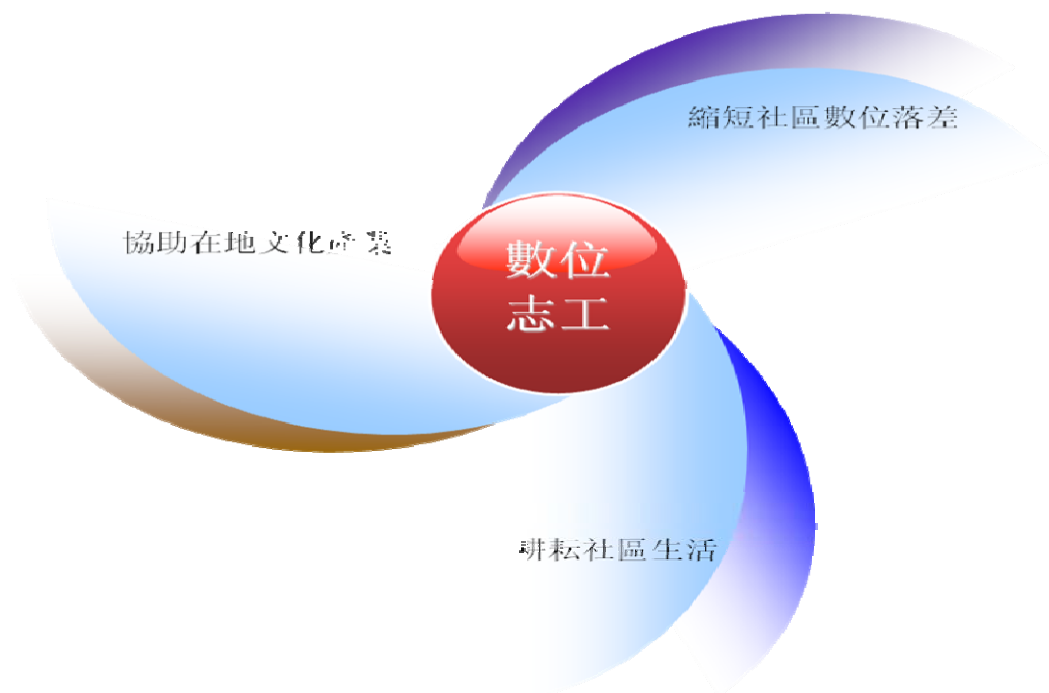 縮短社區數位落差
協助在地文化產業
數位
志工
耕耘社區生活